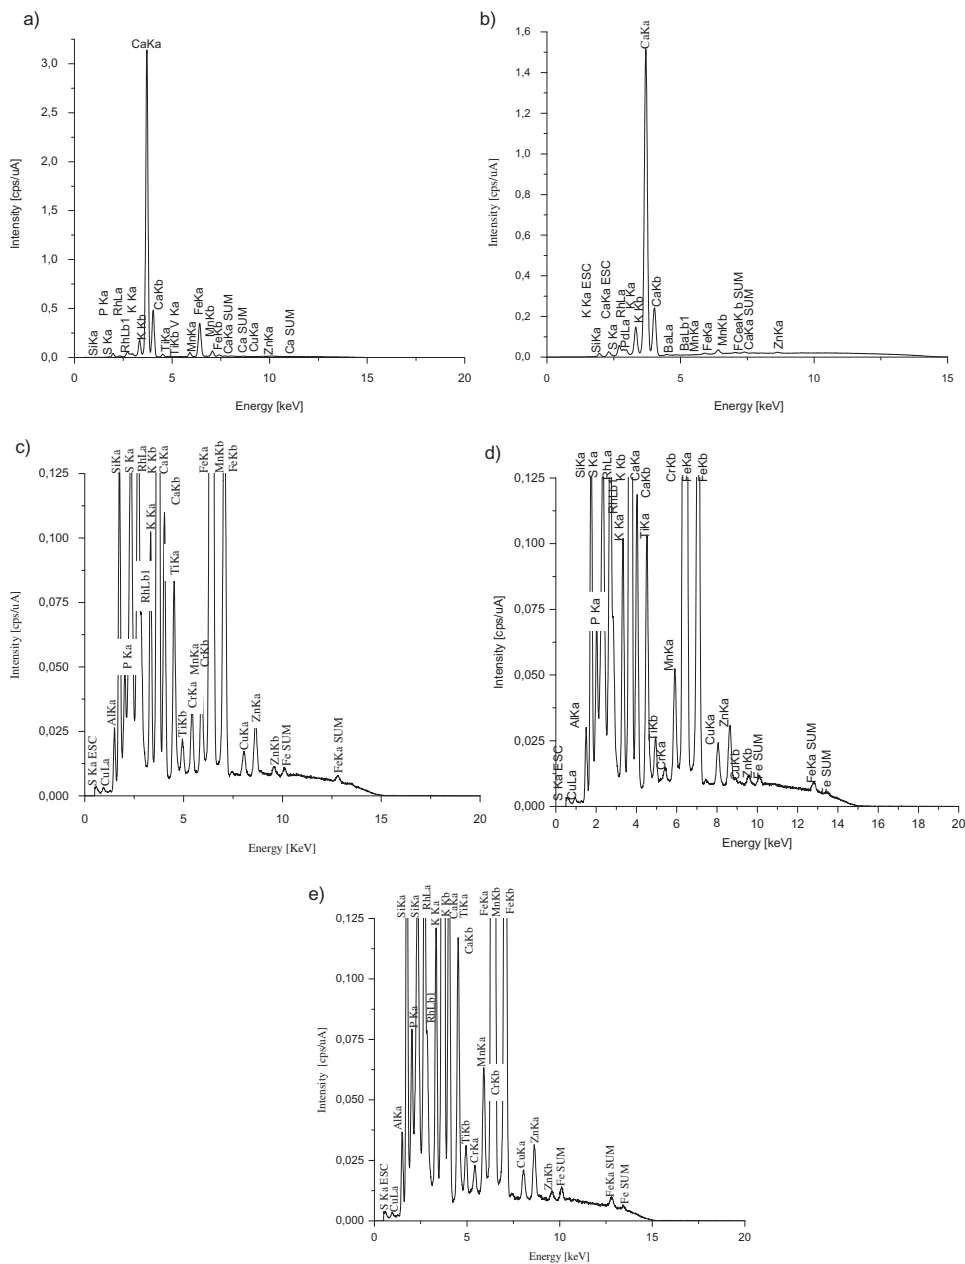 a)
CaKa
3,0
2,5
2,0
1,5
1,0
0,5
0,0
0
5
10
15
20
Intensity [cps/uA]
Energy [keV]
SiKa
P Ka
S Ka
RhLa
RhLb1
K Ka
K Kb
CaKb
TiKa
TiKb
V Ka
MnKa
FeKa
MnKb
FeKb
CaKa SUM
Ca SUM
CuKa
ZnKa
Ca SUM
b)
CaKa
1,6
1,4
1,2
1,0
0,8
0,6
0,4
0,2
0,0
0
5
10
15
Intensity [cps/uA]
Energy [keV]
K Ka ESC
SiKa
CaKa ESC
S Ka
RhLa
PdLa
K Ka
K Kb
CaKb
BaLa
BaLb1
MnKa
FeKa
MnKb
FCeaK b SUM
CaKa SUM
ZnKa
c)
0,125
0,100
0,075
0,050
0,025
0,000
0
5
10
15
20
Intensity [cps/uA]
Energy [KeV]
S Ka ESC
CuLa
AlKa
SiKa
P Ka
S Ka
RhLa
RhLb1
K Ka
K Kb
CaKa
CaKb
TiKa
TiKb
CrKa
MnKa
CrKb
FeKa
MnKb
FeKb
CuKa
ZnKa
ZnKb
Fe SUM
FeKa SUM
d)
0,125
0,100
0,075
0,050
0,025
0,000
0
2
4
6
8
10
12
14
16
18
20
Intensity [cps/uA]
Energy [keV]
S Ka ESC
CuLa
AlKa
SiKa
P Ka
S Ka
RhLa
RhLb1
K Ka
K Kb
CaKa
CaKb
TiKa
TiKb
CrKa
MnKa
CrKb
FeKa
FeKb
CuKa
ZnKa
CuKb
ZnKb
Fe SUM
FeKa SUM
Fe SUM
e)
0,125
0,100
0,075
0,050
0,025
0,000
0
5
10
15
20
Intensity [cps/uA]
Energy [keV]
S Ka ESC
CuLa
AlKa
SiKa
P Ka
SiKa
RhLa
RhLb1
K Ka
K Kb
CaKa
CaKb
TiKa
TiKb
CrKa
MnKa
CrKb
FeKa
MnKb
FeKb
CuKa
ZnKa
ZnKb
Fe SUM
FeKa SUM
Fe SUM